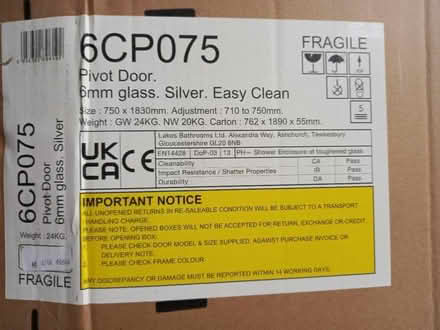 6CP075
Pivot Door.
6mm glass. Silver. Easy Clean
Size : 750 x 1830mm. Adjustment : 710 to 750mm.
Weight : GW 24KG. NW 20KG. Carton : 762 x 1890 x 55mm.
Lakes Bathrooms Ltd. Alexandra Way, Ashchurch, Tewkesbury
Gloucestershire GL20 8NB
EN14428 DoP-03 13 PH- Shower Enclosure of toughened glass
Cleanability CA Pass
Impact Resistance / Shatter Properties IR Pass
Durability DA Pass
UK
CA
CE
FRAGILE
5
IMPORTANT NOTICE
ALL UNOPENED RETURNS IN RE-SALEABLE CONDITION WILL BE SUBJECT TO A TRANSPORT
HANDLING CHARGE.
PLEASE NOTE, OPENED BOXES WILL NOT BE ACCEPTED FOR RETURN, EXCHANGE OR CREDIT.
BEFORE OPENING BOX:
PLEASE CHECK DOOR MODEL & SIZE SUPPLIED, AGAINST PURCHASE INVOICE OR
DELIVERY NOTE.
PLEASE CHECK FRAME COLOUR.
ANY DISCREPANCY OR DAMAGE MUST BE REPORTED WITHIN 14 WORKING DAYS.
6CP075
Pivot Door
6mm glass. Silver
Weight : 24KG.
FRAGILE